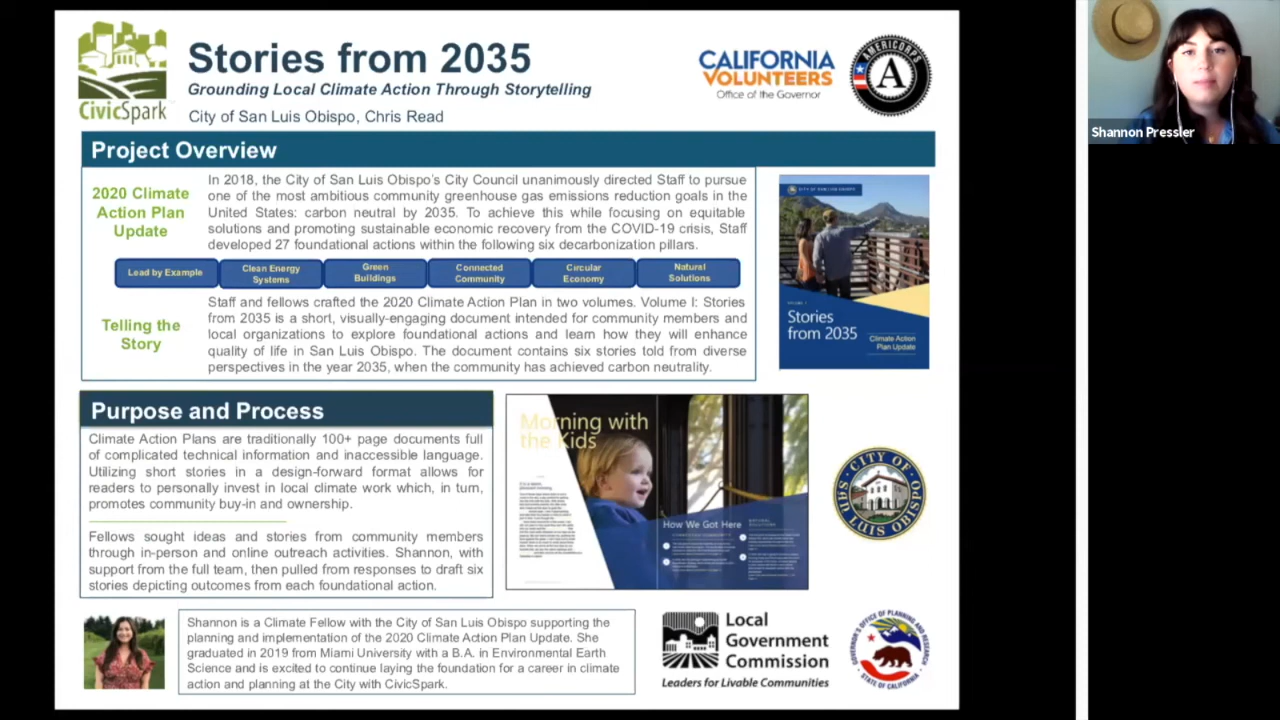 Stories from 2035
Grounding Local Climate Action Through Storytelling
City of San Luis Obispo, Chris Read
CivicSpark
CALIFORNIA
VOLUNTEERS
Office of the Governor
AMERICORPS
A
Shannon Pressler
Project Overview
2020 Climate
Action Plan
Update
In 2018, the City of San Luis Obispo's City Council unanimously directed Staff to pursue
one of the most ambitious community greenhouse gas emissions reduction goals in the
United States: carbon neutral by 2035. To achieve this while focusing on equitable
solutions and promoting sustainable economic recovery from the COVID-19 crisis, Staff
developed 27 foundational actions within the following six decarbonization pillars.
Lead by Example
Clean Energy
Systems
Green
Buildings
Connected
Community
Circular
Economy
Natural
Solutions
Telling the
Story
Staff and fellows crafted the 2020 Climate Action Plan in two volumes. Volume I: Stories
from 2035 is a short, visually-engaging document intended for community members and
local organizations to explore foundational actions and learn how they will enhance
quality of life in San Luis Obispo. The document contains six stories told from diverse
perspectives in the year 2035, when the community has achieved carbon neutrality.
CITY OF SAN LUIS OBISPO
Stories
from 2035
Climate Action
Plan Update
Purpose and Process
Climate Action Plans are traditionally 100+ page documents full
of complicated technical information and inaccessible language.
Utilizing short stories in a design-forward format allows for
readers to personally invest in local climate work which, in turn,
promotes community buy-in and ownership.
Fellows sought ideas and stories from community members
through in-person and online outreach activities. Shannon, with
support from the full team, then pulled from responses to draft six
stories depicting outcomes from each foundational action.
Morning with
the Kids
How We Got Here
CITY OF
SAN LUIS OBISPO
Shannon is a Climate Fellow with the City of San Luis Obispo supporting the
planning and implementation of the 2020 Climate Action Plan Update. She
graduated in 2019 from Miami University with a B.A. in Environmental Earth
Science and is excited to continue laying the foundation for a career in climate
action and planning at the City with CivicSpark.
Local
Government
Commission
Leaders for Livable Communities
GOVERNOR'S OFFICE OF PLANNING AND RESEARCH
STATE OF CALIFORNIA